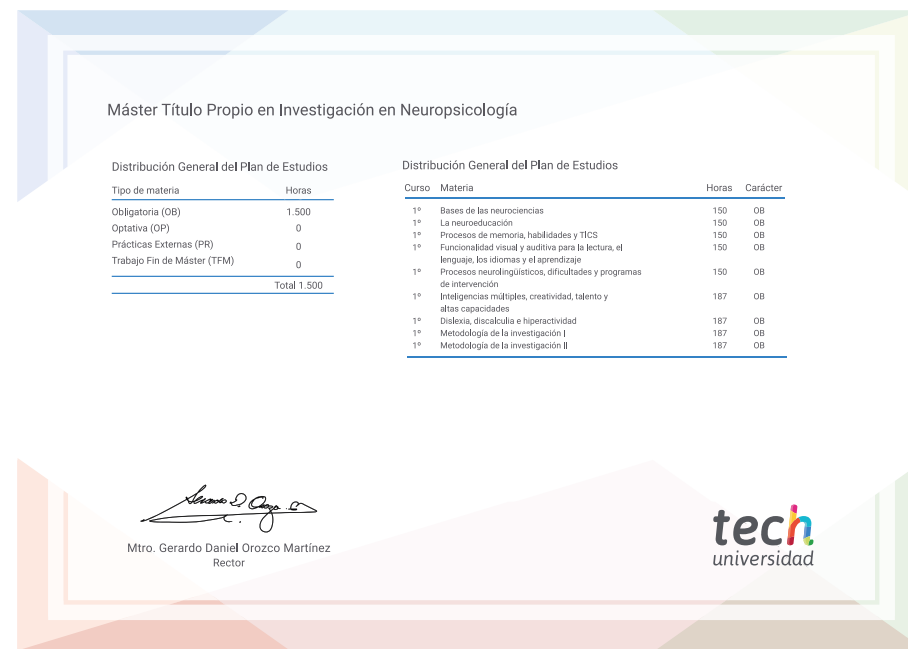 Máster Título Propio en Investigación en Neuropsicología
Distribución General del Plan de Estudios
Tipo de materia Horas
Obligatoria (OB) 1.500
Optativa (OP) 0
Prácticas Externas (PR) 0
Trabajo Fin de Máster (TFM) 0
Total 1.500
Distribución General del Plan de Estudios
Curso Materia Horas Carácter
1º Bases de las neurociencias 150 OB
1º La neuroeducación 150 OB
1º Procesos de memoria, habilidades y TICS 150 OB
1º Funcionalidad visual y auditiva para la lectura, el 150 OB
lenguaje, los idiomas y el aprendizaje
1º Procesos neurolingüísticos, dificultades y programas 150 OB
de intervención
1º Inteligencias múltiples, creatividad, talento y 187 OB
altas capacidades
1º Dislexia, discalculia e hiperactividad 187 OB
1º Metodología de la investigación I 187 OB
1º Metodología de la investigación II 187 OB
Mtro. Gerardo Daniel Orozco Martínez
Rector
tech
universidad